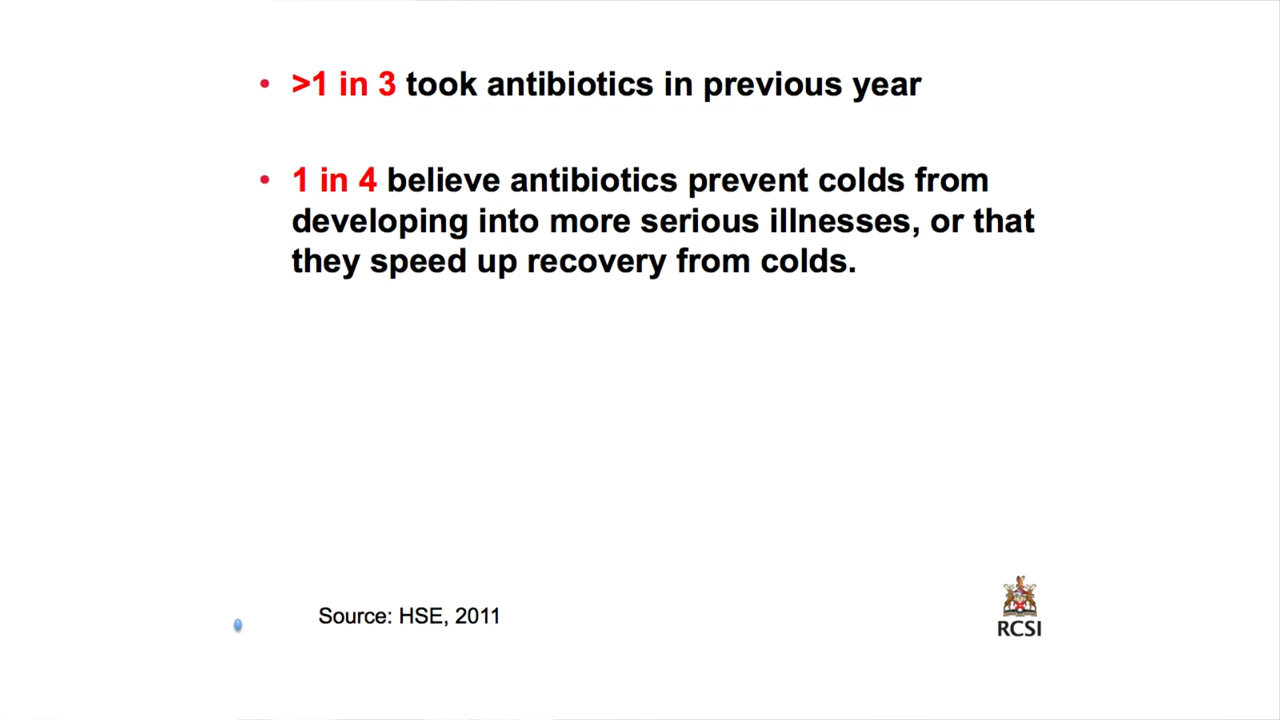 • >1 in 3 took antibiotics in previous year
• 1 in 4 believe antibiotics prevent colds from
developing into more serious illnesses, or that
they speed up recovery from colds.
Source: HSE, 2011
RCSI